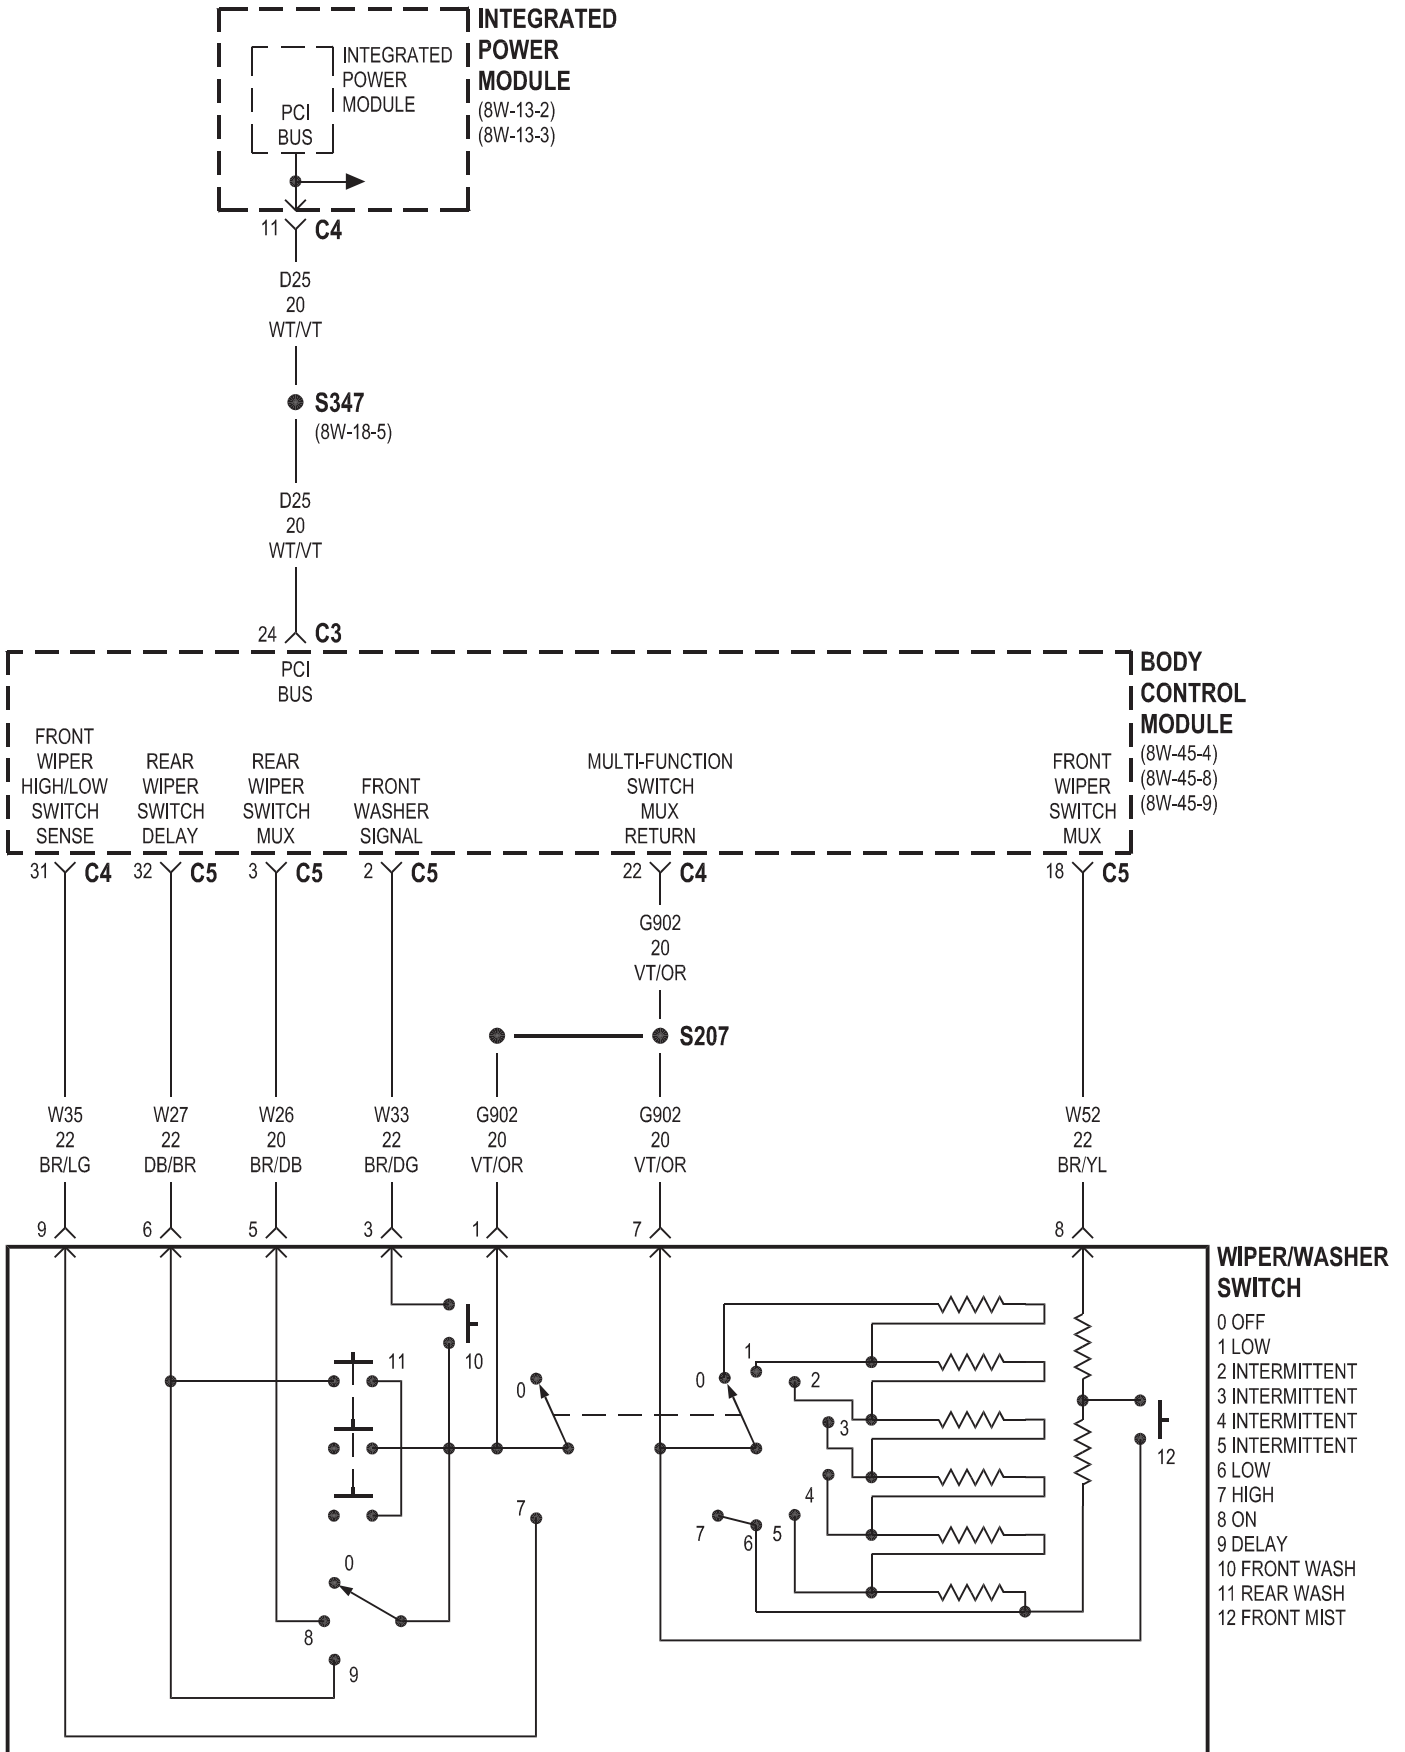 INTEGRATED
POWER
MODULE
(8W-13-2)
(8W-13-3)
INTEGRATED
POWER
MODULE
PCI
BUS
11 C4
D25
20
WT/VT
S347
(8W-18-5)
D25
20
WT/VT
24 C3
PCI
BUS
BODY
CONTROL
MODULE
(8W-45-4)
(8W-45-8)
(8W-45-9)
FRONT
WIPER
HIGH/LOW
SWITCH
SENSE
REAR
WIPER
SWITCH
DELAY
REAR
WIPER
SWITCH
MUX
FRONT
WASHER
SIGNAL
MULTI-FUNCTION
SWITCH
MUX
RETURN
FRONT
WIPER
SWITCH
MUX
31 C4 32 C5 3 C5 2 C5 22 C4 18 C5
G902
20
VT/OR
S207
W35
22
BR/LG
W27
22
DB/BR
W26
20
BR/DB
W33
22
BR/DG
G902
20
VT/OR
G902
20
VT/OR
W52
22
BR/YL
9 6 5 3 1 7 8
WIPER/WASHER
SWITCH
0 OFF
1 LOW
2 INTERMITTENT
3 INTERMITTENT
4 INTERMITTENT
5 INTERMITTENT
6 LOW
7 HIGH
8 ON
9 DELAY
10 FRONT WASH
11 REAR WASH
12 FRONT MIST
11
10
0
7
0
8
9
0
1
2
3
4
5
6
7
12